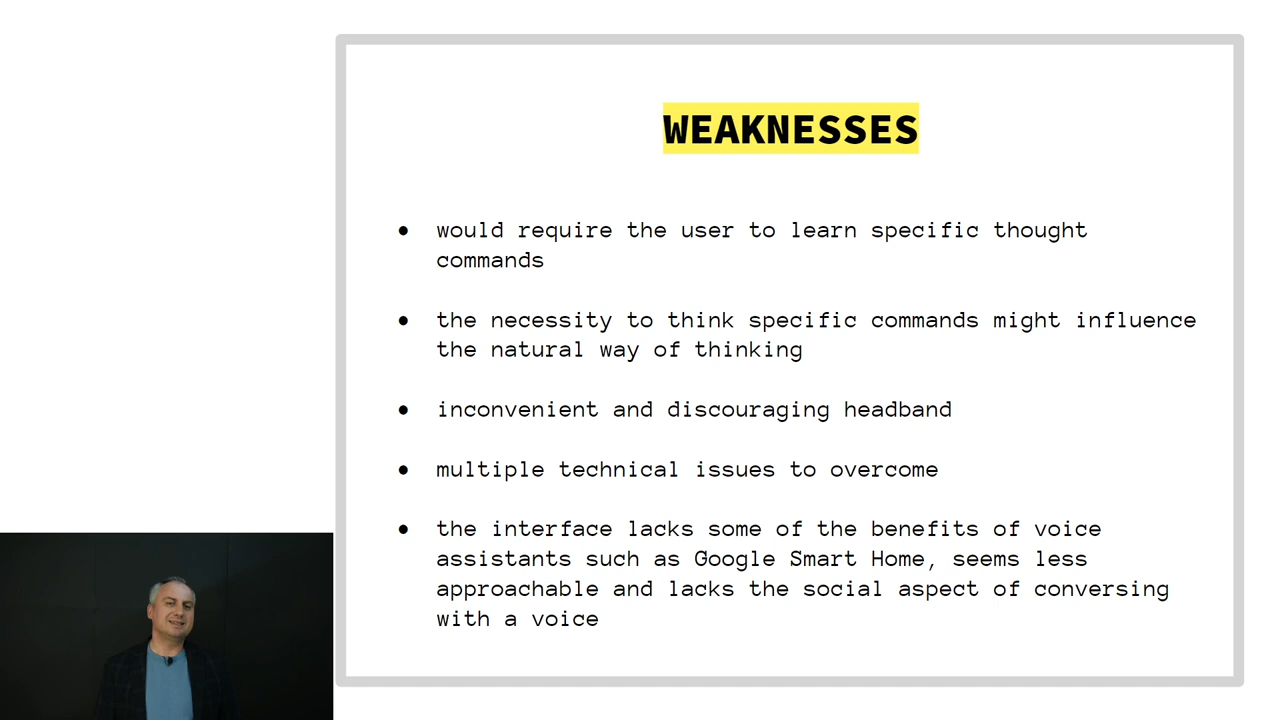 WEAKNESSES
● would require the user to learn specific thought
commands
● the necessity to think specific commands might influence
the natural way of thinking
● inconvenient and discouraging headband
● multiple technical issues to overcome
● the interface lacks some of the benefits of voice
assistants such as Google Smart Home, seems less
approachable and lacks the social aspect of conversing
with a voice